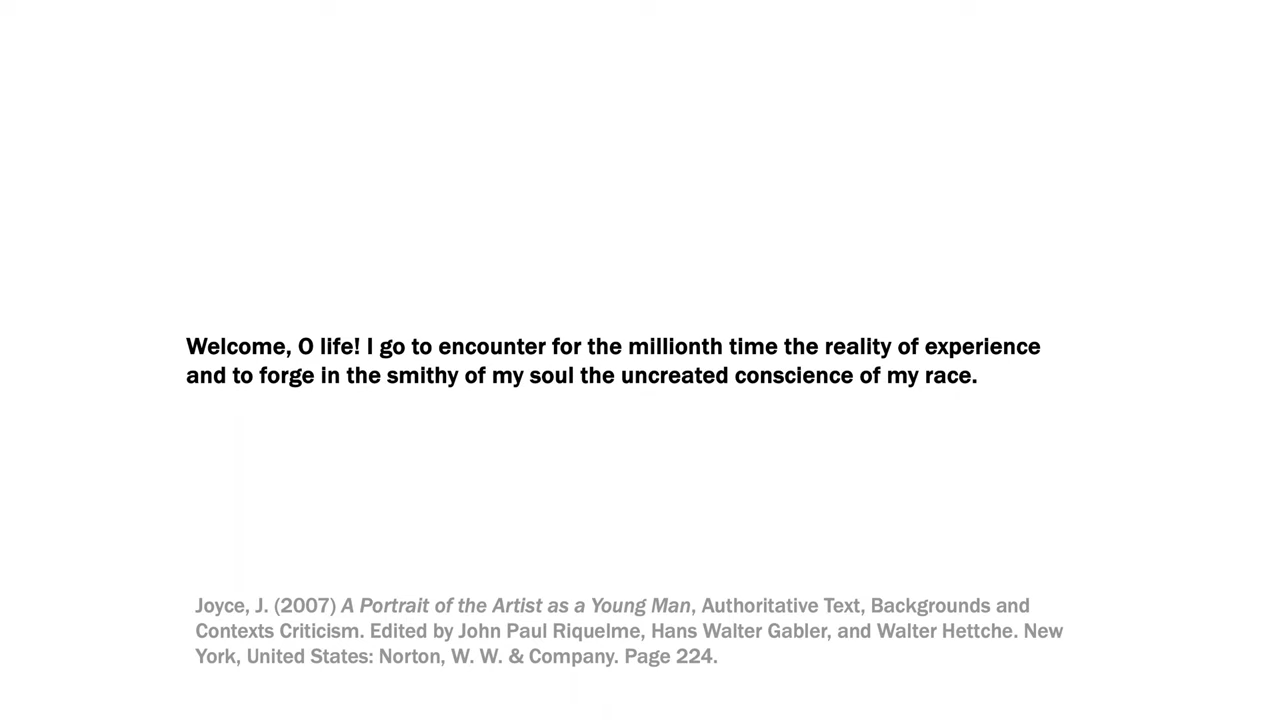 Welcome, O life! I go to encounter for the millionth time the reality of experience
and to forge in the smithy of my soul the uncreated conscience of my race.
Joyce, J. (2007) A Portrait of the Artist as a Young Man, Authoritative Text, Backgrounds and
Contexts Criticism. Edited by John Paul Riquelme, Hans Walter Gabler, and Walter Hettche. New
York, United States: Norton, W. W. & Company. Page 224.